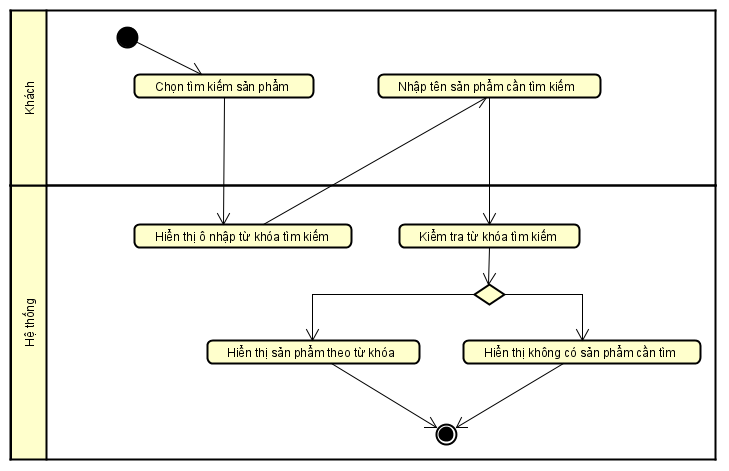 Khách
Chọn tìm kiếm sản phẩm
Nhập tên sản phẩm cần tìm kiếm
Hệ thống
Hiển thị ô nhập từ khóa tìm kiếm
Kiểm tra từ khóa tìm kiếm
Hiển thị sản phẩm theo từ khóa
Hiển thị không có sản phẩm cần tìm